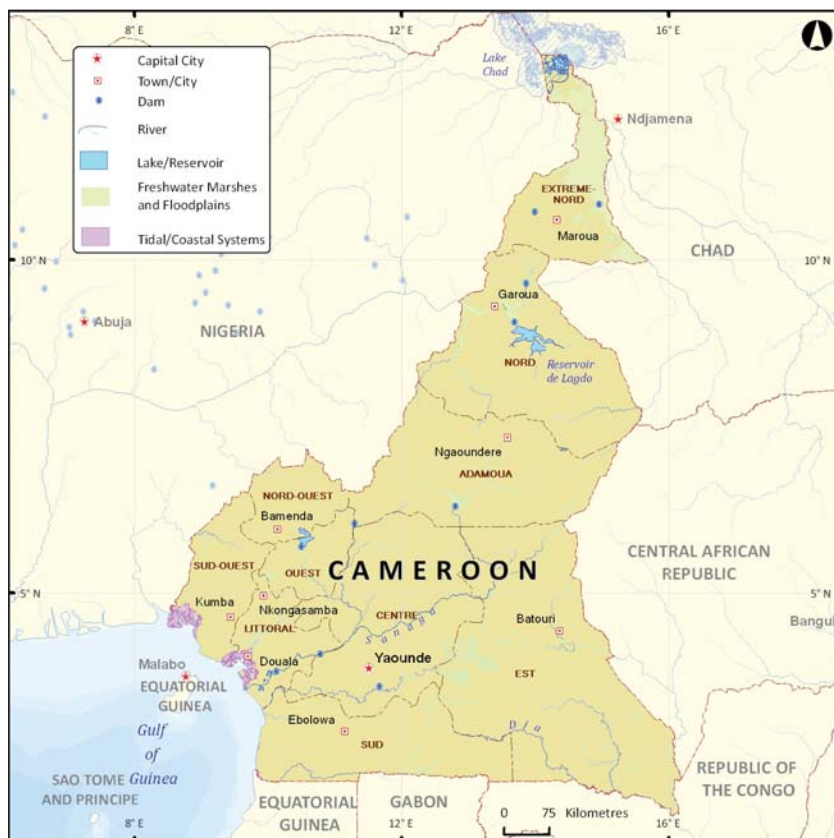 8° E
12° E
16° E
Capital City
Town/City
Dam
River
Lake/Reservoir
Freshwater Marshes
and Floodplains
Tidal/Coastal Systems
Lake
Chad
Ndjamena
EXTREME-
NORD
Maroua
CHAD
10° N
10° N
Garoua
Abuja
NIGERIA
Reservoir
de Lagdo
NORD
Ngaoundere
ADAMOUA
NORD-OUEST
Bamenda
CENTRAL AFRICAN
REPUBLIC
SUD-OUEST
OUEST
CAMEROON
5° N
5° N
Kumba
Nkongsamba
CENTRE
Batouri
Bangui
LITTORAL
Sanaga
Malabo
Douala
Yaounde
EQUATORIAL
GUINEA
EST
Gulf
of
Guinea
Ebolowa
SUD
Dja
SAO TOME
AND PRINCIPE
REPUBLIC OF
THE CONGO
EQUATORIAL
GUINEA
GABON
0 75 Kilometres
8° E
12° E
16° E